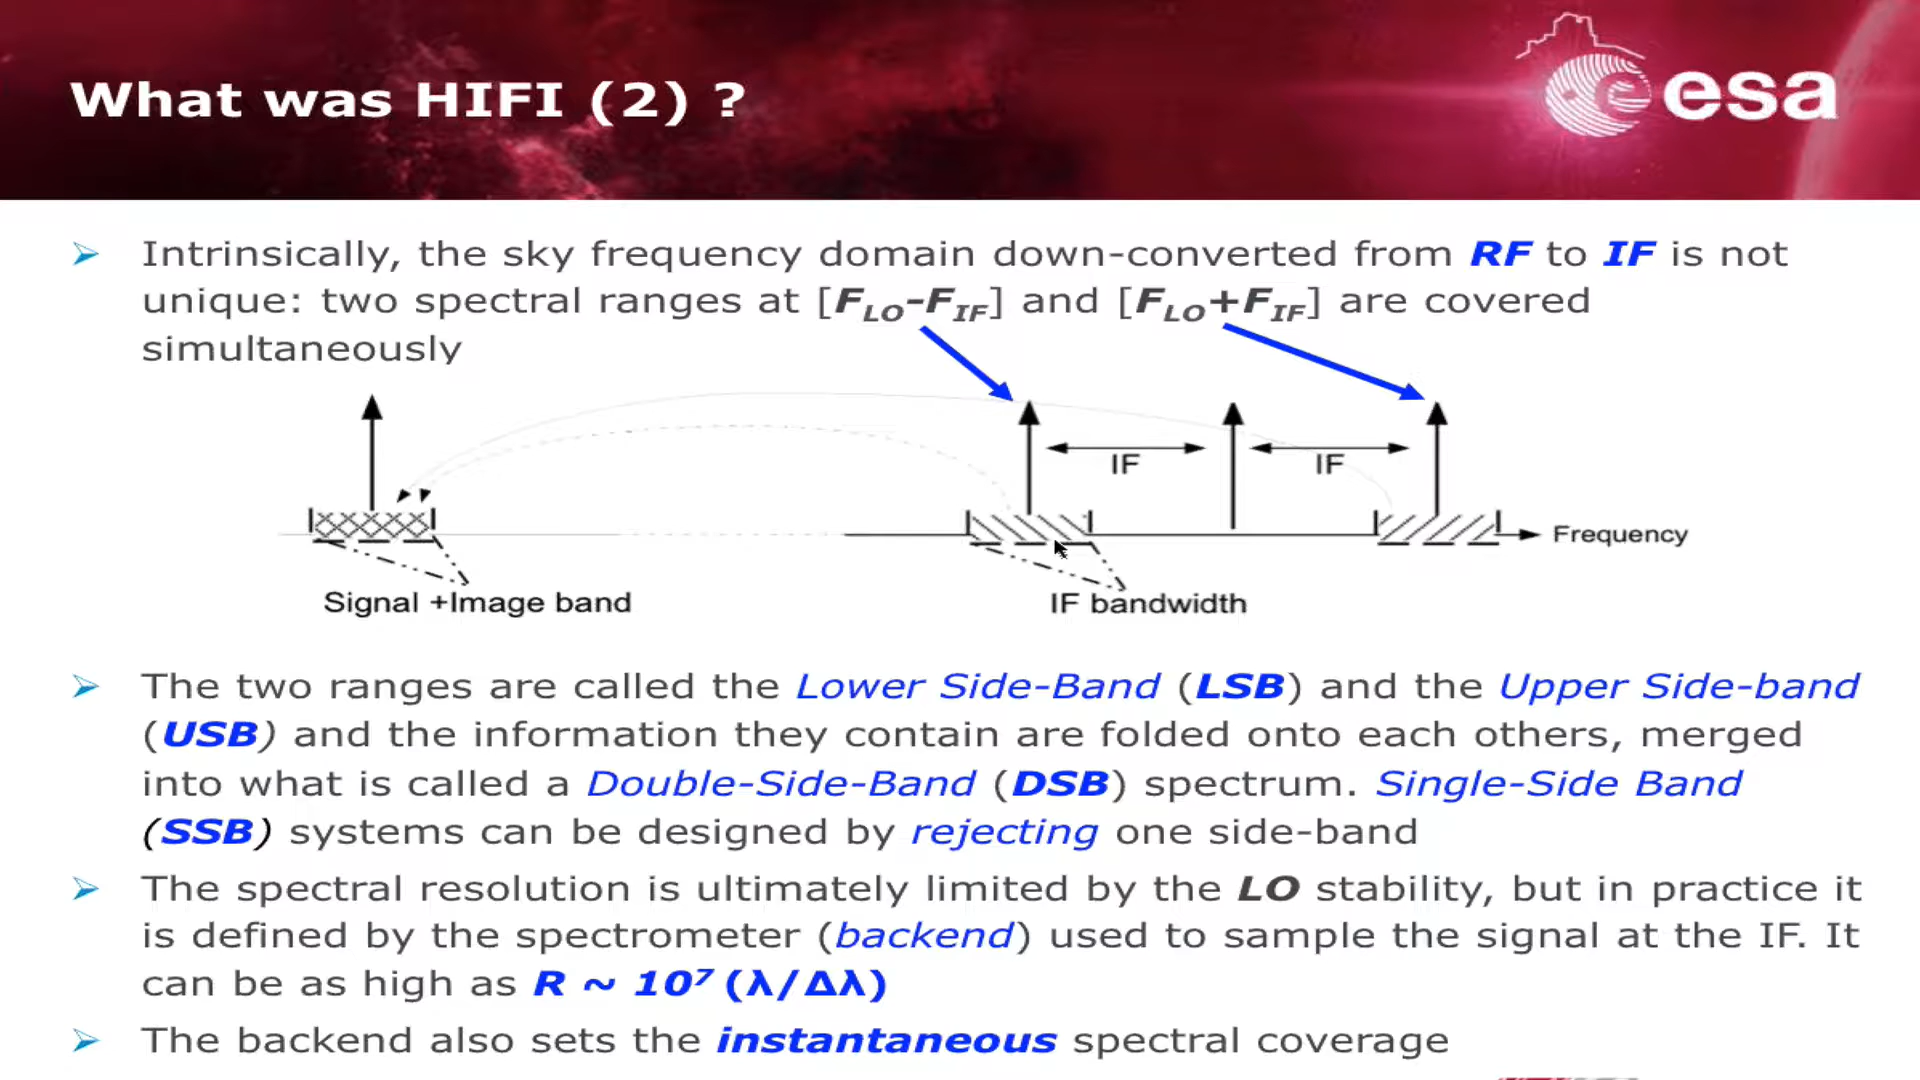 What was HIFI (2) ?
esa
Intrinsically, the sky frequency domain down-converted from RF to IF is not
unique: two spectral ranges at [F_LO-F_IF] and [F_LO+F_IF] are covered
simultaneously
IF
IF
Frequency
Signal +Image band
IF bandwidth
The two ranges are called the Lower Side-Band (LSB) and the Upper Side-band
(USB) and the information they contain are folded onto each others, merged
into what is called a Double-Side-Band (DSB) spectrum. Single-Side Band
(SSB) systems can be designed by rejecting one side-band
The spectral resolution is ultimately limited by the LO stability, but in practice it
is defined by the spectrometer (backend) used to sample the signal at the IF. It
can be as high as R ~ 10⁷ (λ/Δλ)
The backend also sets the instantaneous spectral coverage